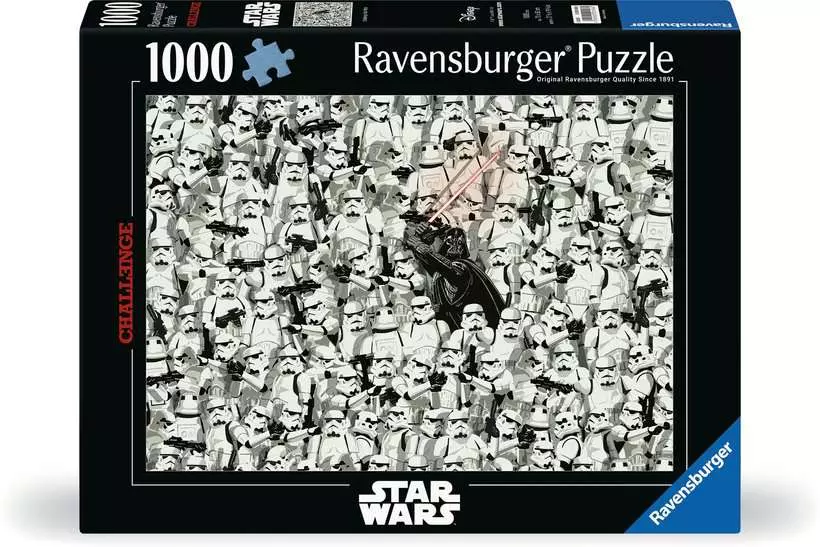 1000
Ravensburger
Puzzle
CHALLENGE
STAR
WARS
Disney
Ravensburger
1000
Ravensburger® Puzzle
Original Ravensburger Quality Since 1891
CHALLENGE
STAR
WARS
Ravensburger